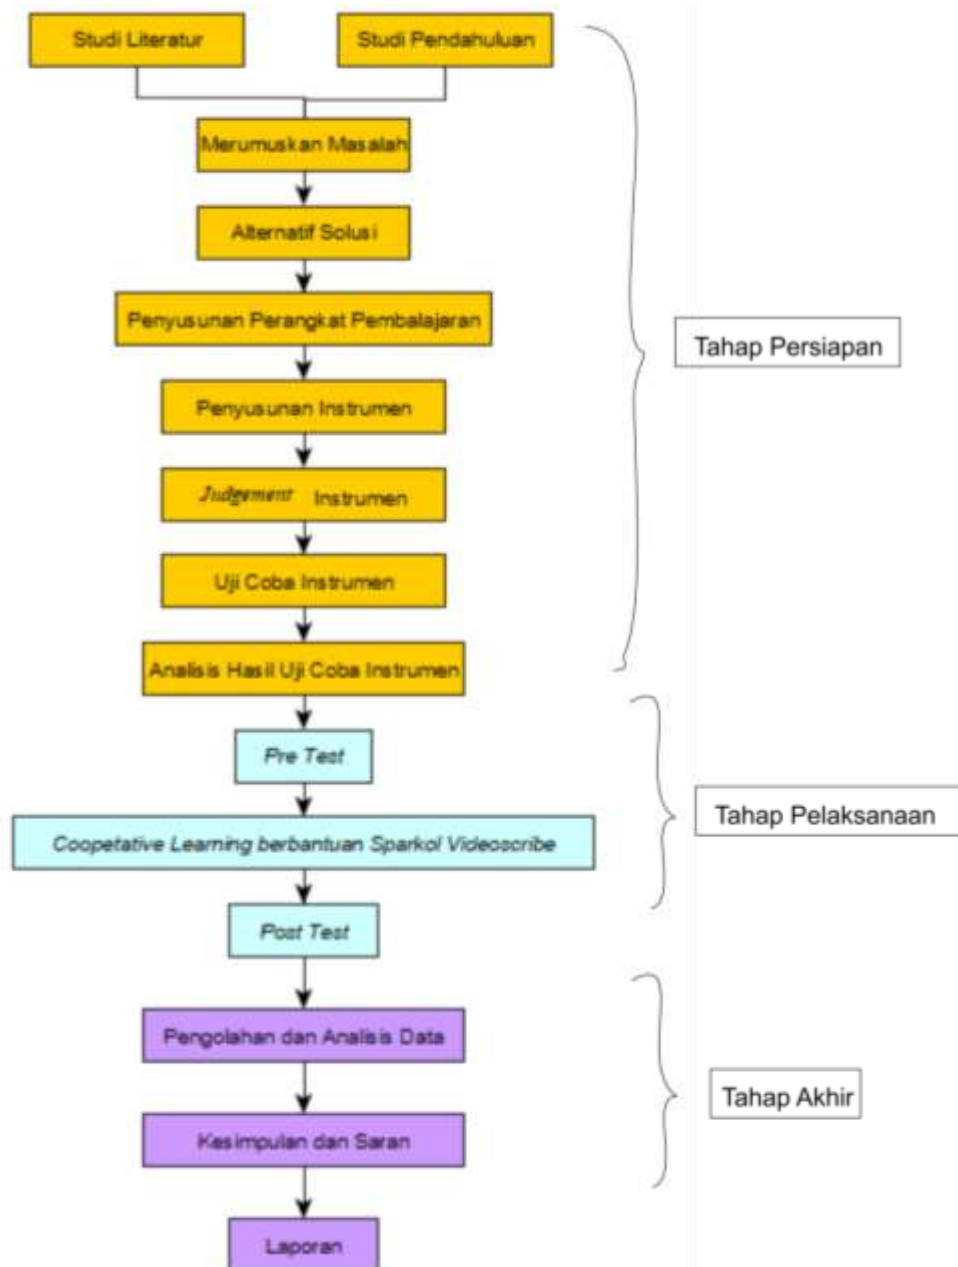 Studi Literatur
Studi Pendahuluan
Merumuskan Masalah
Alternatif Solusi
Penyusunan Perangkat Pembalajaran
Penyusunan Instrumen
Judgement Instrumen
Uji Coba Instrumen
Analisis Hasil Uji Coba Instrumen
Tahap Persiapan
Pre Test
Coopetative Learning berbantuan Sparkol Videoscribe
Post Test
Tahap Pelaksanaan
Pengolahan dan Analisis Data
Kesimpulan dan Saran
Laporan
Tahap Akhir